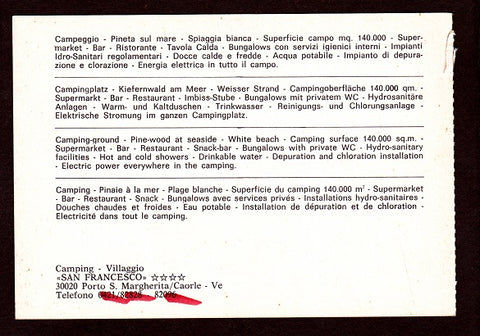 Campeggio - Pineta sul mare - Spiaggia bianca - Superficie campo mq. 140.000 - Super-
market - Bar - Ristorante - Tavola Calda - Bungalows con servizi igienici interni - Impianti
Idro-Sanitari regolamentari - Docce calde e fredde - Acqua potabile - Impianto di depura-
zione e clorazione - Energia elettrica in tutto il campo.
Campingplatz - Kiefernwald am Meer - Weisser Strand - Campingoberfläche 140.000 qm. -
Supermarkt - Bar - Restaurant - Imbiss-Stube - Bungalows mit privatem WC - Hydrosanitäre
Anlagen - Warm- und Kaltduschen - Trinkwasser - Reinigungs- und Chlorungsanlage -
Elektrische Stromung im ganzen Campingplatz.
Camping-ground - Pine-wood at seaside - White beach - Camping surface 140.000 sq.m. -
Supermarket - Bar - Restaurant - Snack-bar - Bungalows with private WC - Hydro-sanitary
facilities - Hot and cold showers - Drinkable water - Depuration and chlorination installation
- Electric power everywhere in the camping.
Camping - Pinaie à la mer - Plage blanche - Superficie du camping 140.000 m² - Supermarket
- Bar - Restaurant - Snack - Bungalows avec services privés - Installations hydro-sanitaires -
Douches chaudes et froides - Eau potable - Installation de dépuration et de chloration -
Electricité dans tout le camping.
Camping - Villaggio
«SAN FRANCESCO» ☆☆☆☆
30020 Porto S. Margherita/Caorle - Ve
Telefono 0421/82826 - 82096